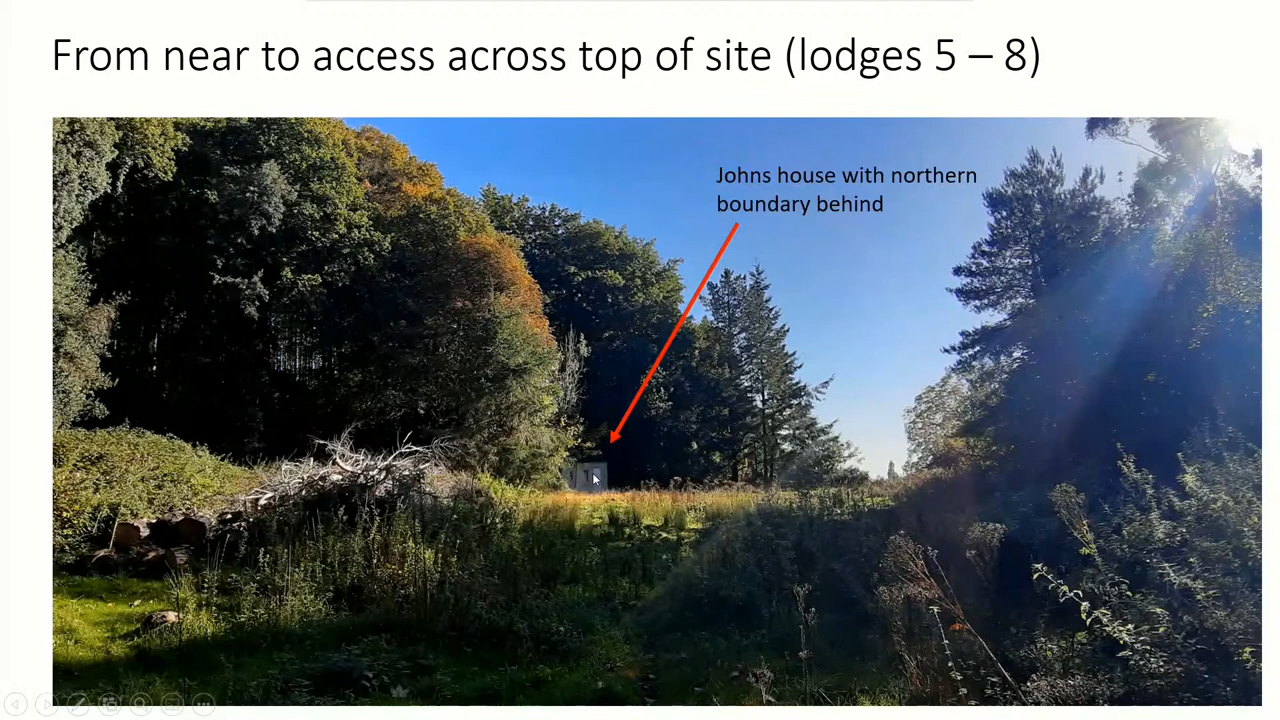 From near to access across top of site (lodges 5 – 8)
Johns house with northern
boundary behind